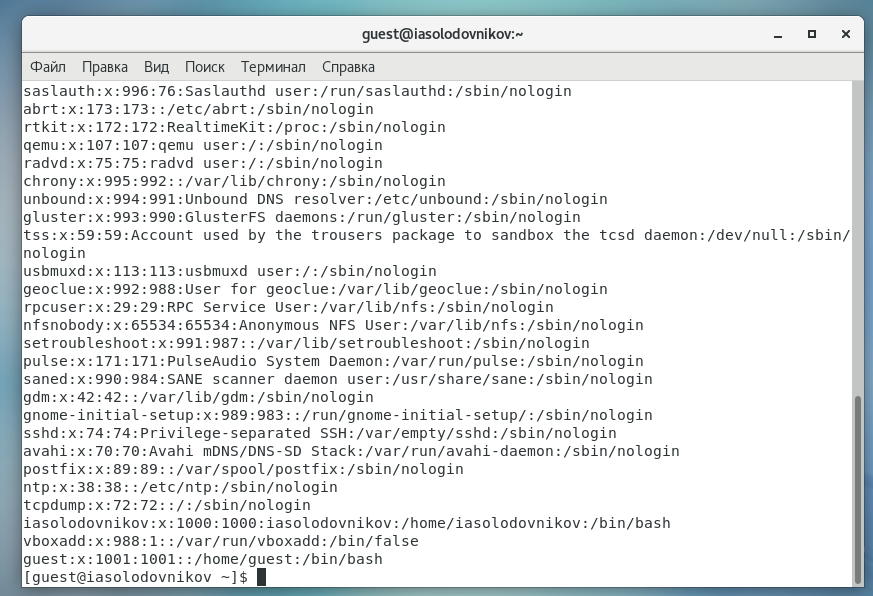 guest@iasolodovnikov:~
Файл Правка Вид Поиск Терминал Справка
saslauth:x:996:76:Saslauthd user:/run/saslauthd:/sbin/nologin
abrt:x:173:173::/etc/abrt:/sbin/nologin
rtkit:x:172:172:RealtimeKit:/proc:/sbin/nologin
qemu:x:107:107:qemu user:/:/sbin/nologin
radvd:x:75:75:radvd user:/:/sbin/nologin
chrony:x:995:992::/var/lib/chrony:/sbin/nologin
unbound:x:994:991:Unbound DNS resolver:/etc/unbound:/sbin/nologin
gluster:x:993:990:GlusterFS daemons:/run/gluster:/sbin/nologin
tss:x:59:59:Account used by the trousers package to sandbox the tcsd daemon:/dev/null:/sbin/
nologin
usbmuxd:x:113:113:usbmuxd user:/:/sbin/nologin
geoclue:x:992:988:User for geoclue:/var/lib/geoclue:/sbin/nologin
rpcuser:x:29:29:RPC Service User:/var/lib/nfs:/sbin/nologin
nfsnobody:x:65534:65534:Anonymous NFS User:/var/lib/nfs:/sbin/nologin
setroubleshoot:x:991:987::/var/lib/setroubleshoot:/sbin/nologin
pulse:x:171:171:PulseAudio System Daemon:/var/run/pulse:/sbin/nologin
saned:x:990:984:SANE scanner daemon user:/usr/share/sane:/sbin/nologin
gdm:x:42:42::/var/lib/gdm:/sbin/nologin
gnome-initial-setup:x:989:983::/run/gnome-initial-setup/:/sbin/nologin
sshd:x:74:74:Privilege-separated SSH:/var/empty/sshd:/sbin/nologin
avahi:x:70:70:Avahi mDNS/DNS-SD Stack:/var/run/avahi-daemon:/sbin/nologin
postfix:x:89:89::/var/spool/postfix:/sbin/nologin
ntp:x:38:38::/etc/ntp:/sbin/nologin
tcpdump:x:72:72::/:/sbin/nologin
iasolodovnikov:x:1000:1000:iasolodovnikov:/home/iasolodovnikov:/bin/bash
vboxadd:x:988:1::/var/run/vboxadd:/bin/false
guest:x:1001:1001::/home/guest:/bin/bash
[guest@iasolodovnikov ~]$